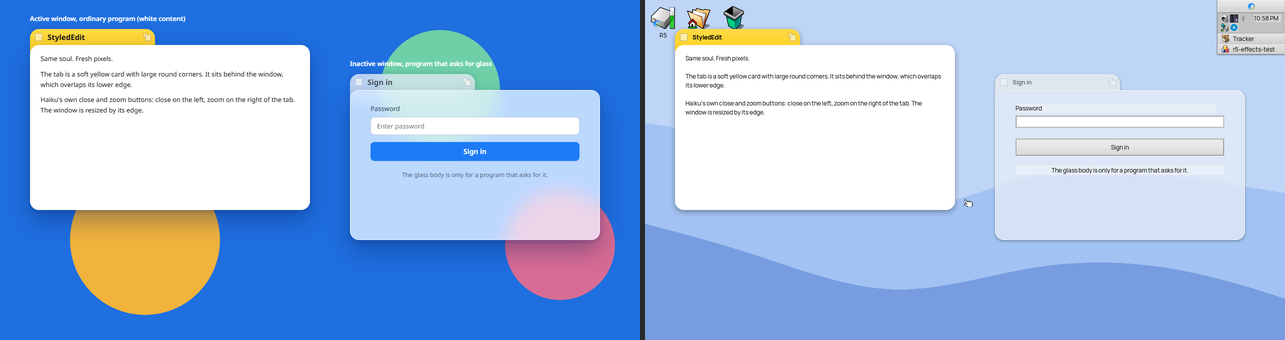 Active window, ordinary program (white content)
StyledEdit
Same soul. Fresh pixels.
The tab is a soft yellow card with large round corners. It sits behind the window,
which overlaps its lower edge.
Haiku's own close and zoom buttons: close on the left, zoom on the right of the tab.
The window is resized by its edge.
Inactive window, program that asks for glass
Sign in
Password
Enter password
Sign in
The glass body is only for a program that asks for it.
R5
StyledEdit
Same soul. Fresh pixels.
The tab is a soft yellow card with large round corners. It sits behind the window, which overlaps
its lower edge.
Haiku's own close and zoom buttons: close on the left, zoom on the right of the tab. The
window is resized by its edge.
Sign in
Password
Sign in
The glass body is only for a program that asks for it.
10:58 PM
Tracker
r5-effects-test